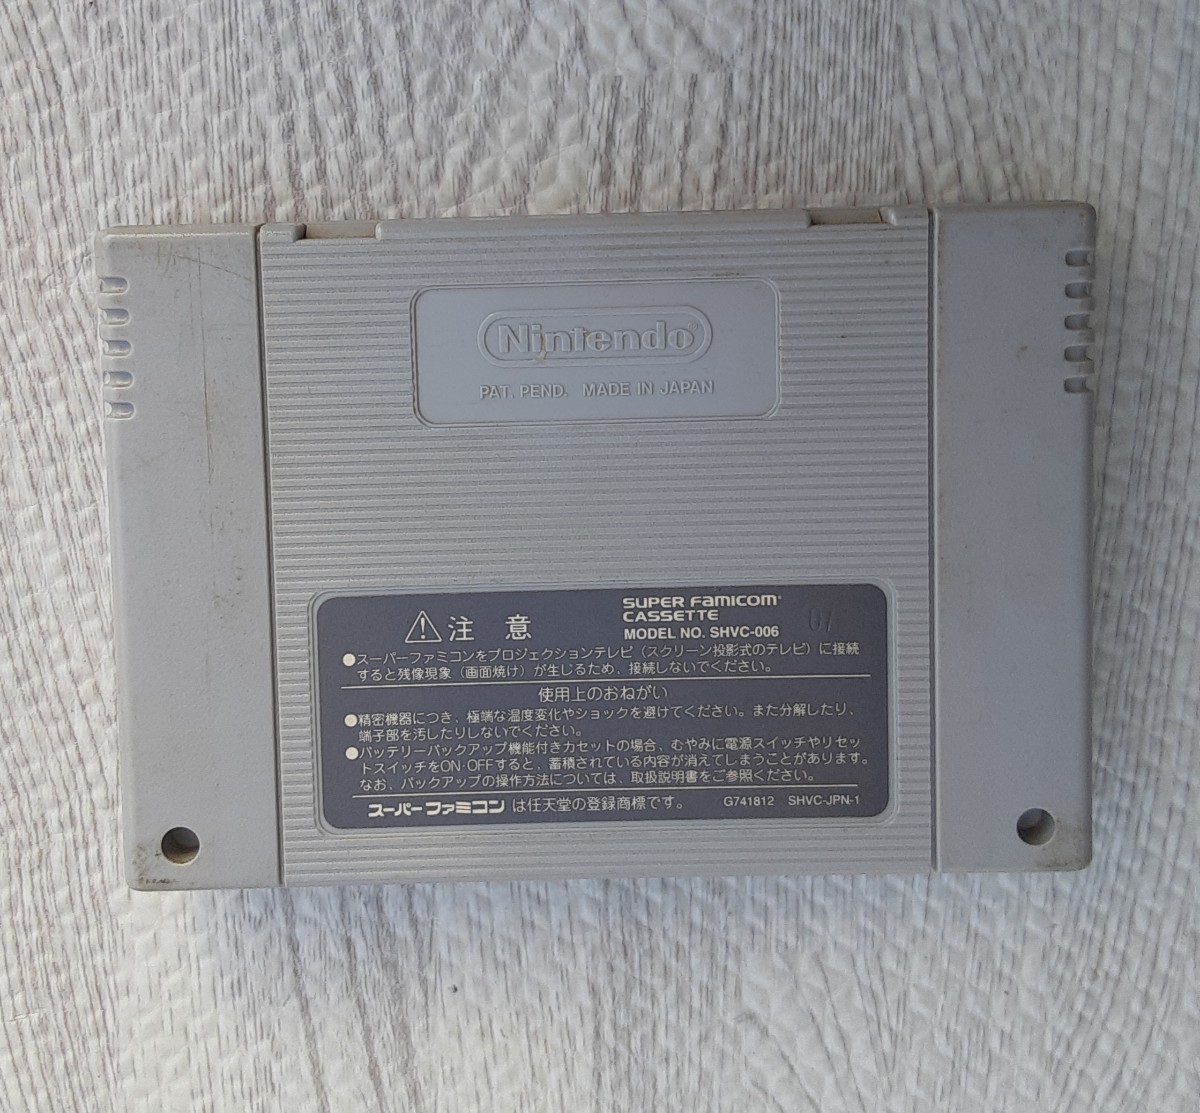 Nintendo®
PAT. PEND. MADE IN JAPAN
⚠注意
SUPER FAMICOM
CASSETTE
MODEL NO. SHVC-006
07
●スーパーファミコンをプロジェクションテレビ（スクリーン投影式のテレビ）に接続
すると残像現象（画面焼け）が生じるため、接続しないでください。
使用上のおねがい
●精密機器につき、極端な温度変化やショックを避けてください。また分解したり、
端子部を汚したりしないでください。
●バッテリーバックアップ機能付きカセットの場合、むやみに電源スイッチやリセッ
トスイッチをON·OFFすると、蓄積されている内容が消えてしまうことがあります。
なお、バックアップの操作方法については、取扱説明書をご参照ください。
スーパーファミコンは任天堂の登録商標です。 G741812 SHVC-JPN-1